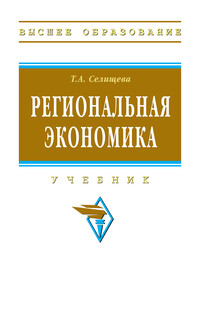 ВЫСШЕЕ ОБРАЗОВАНИЕ
Т.А. Селищева
РЕГИОНАЛЬНАЯ
ЭКОНОМИКА
УЧЕБНИК